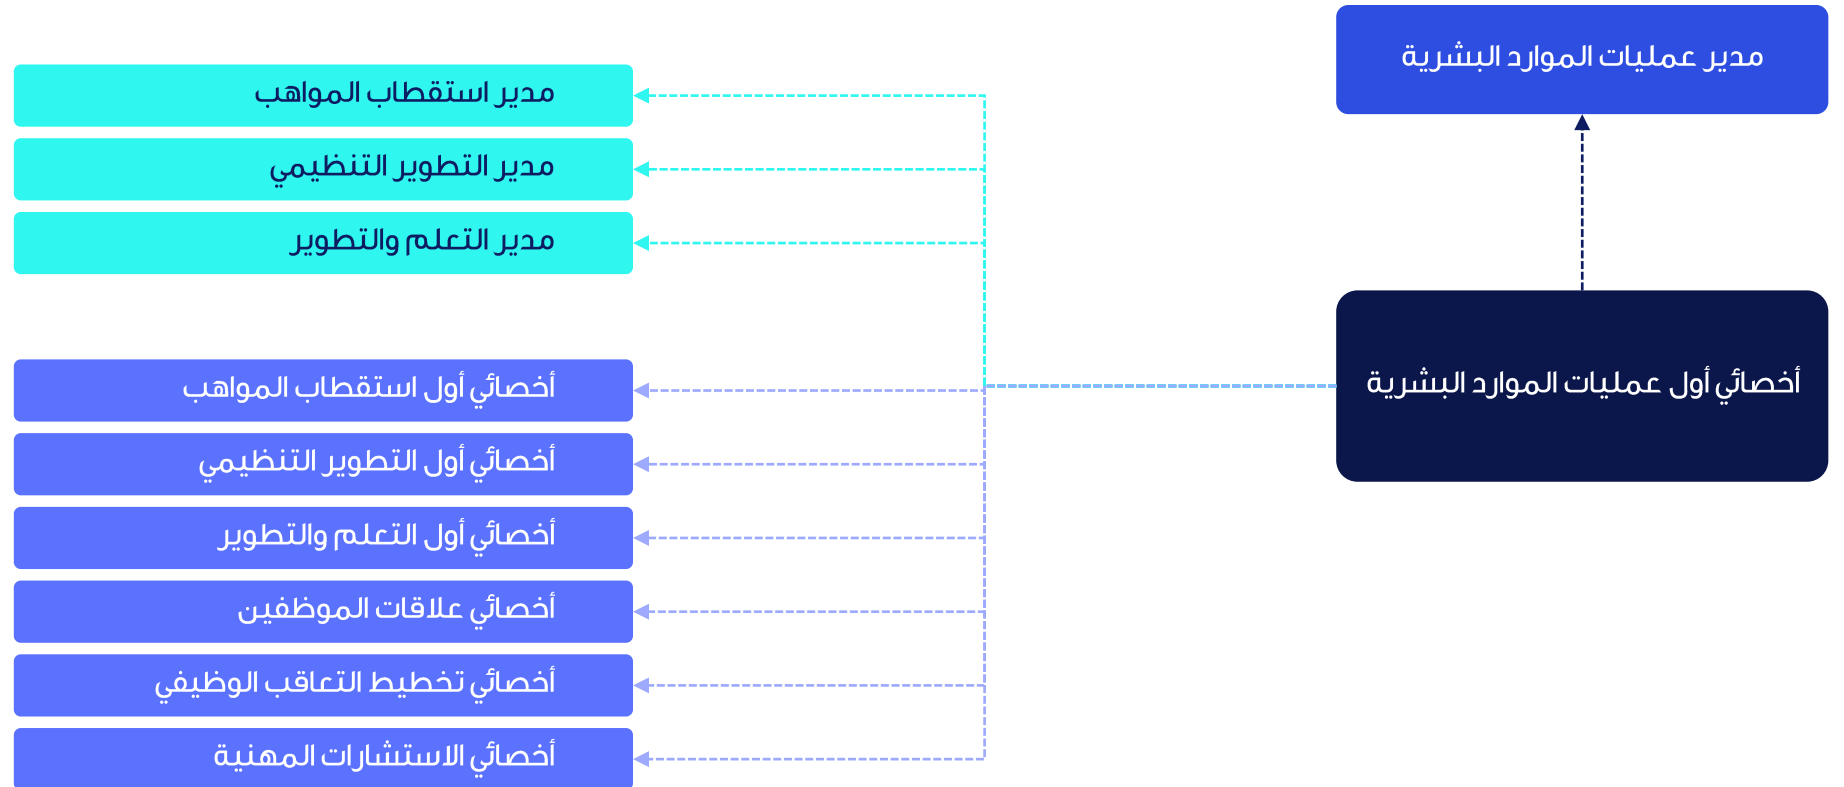 مدير عمليات الموارد البشرية
أخصائي أول عمليات الموارد البشرية
مدير استقطاب المواهب
مدير التطوير التنظيمي
مدير التعلم والتطوير
أخصائي أول استقطاب المواهب
أخصائي أول التطوير التنظيمي
أخصائي أول التعلم والتطوير
أخصائي علاقات الموظفين
أخصائي تخطيط التعاقب الوظيفي
أخصائي الاستشارات المهنية